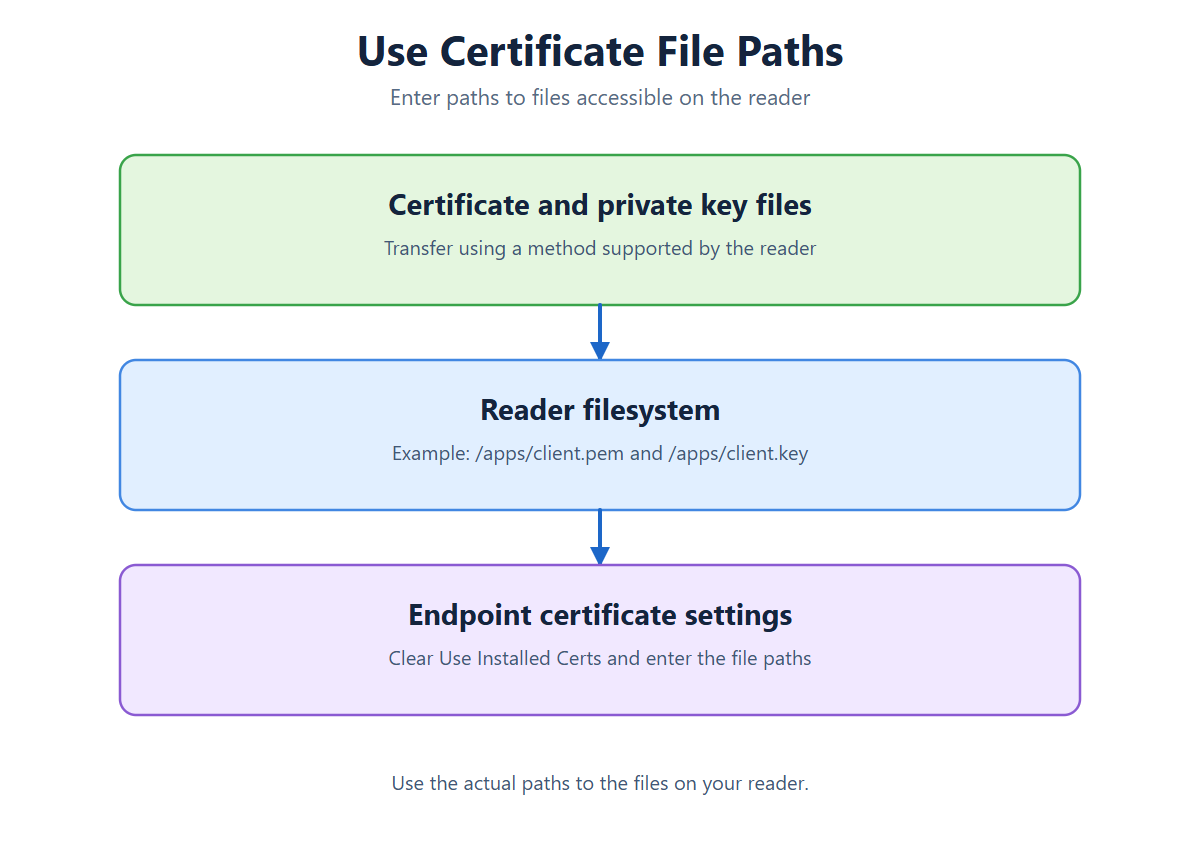 Use Certificate File Paths
Enter paths to files accessible on the reader
Certificate and private key files
Transfer using a method supported by the reader
Reader filesystem
Example: /apps/client.pem and /apps/client.key
Endpoint certificate settings
Clear Use Installed Certs and enter the file paths
Use the actual paths to the files on your reader.